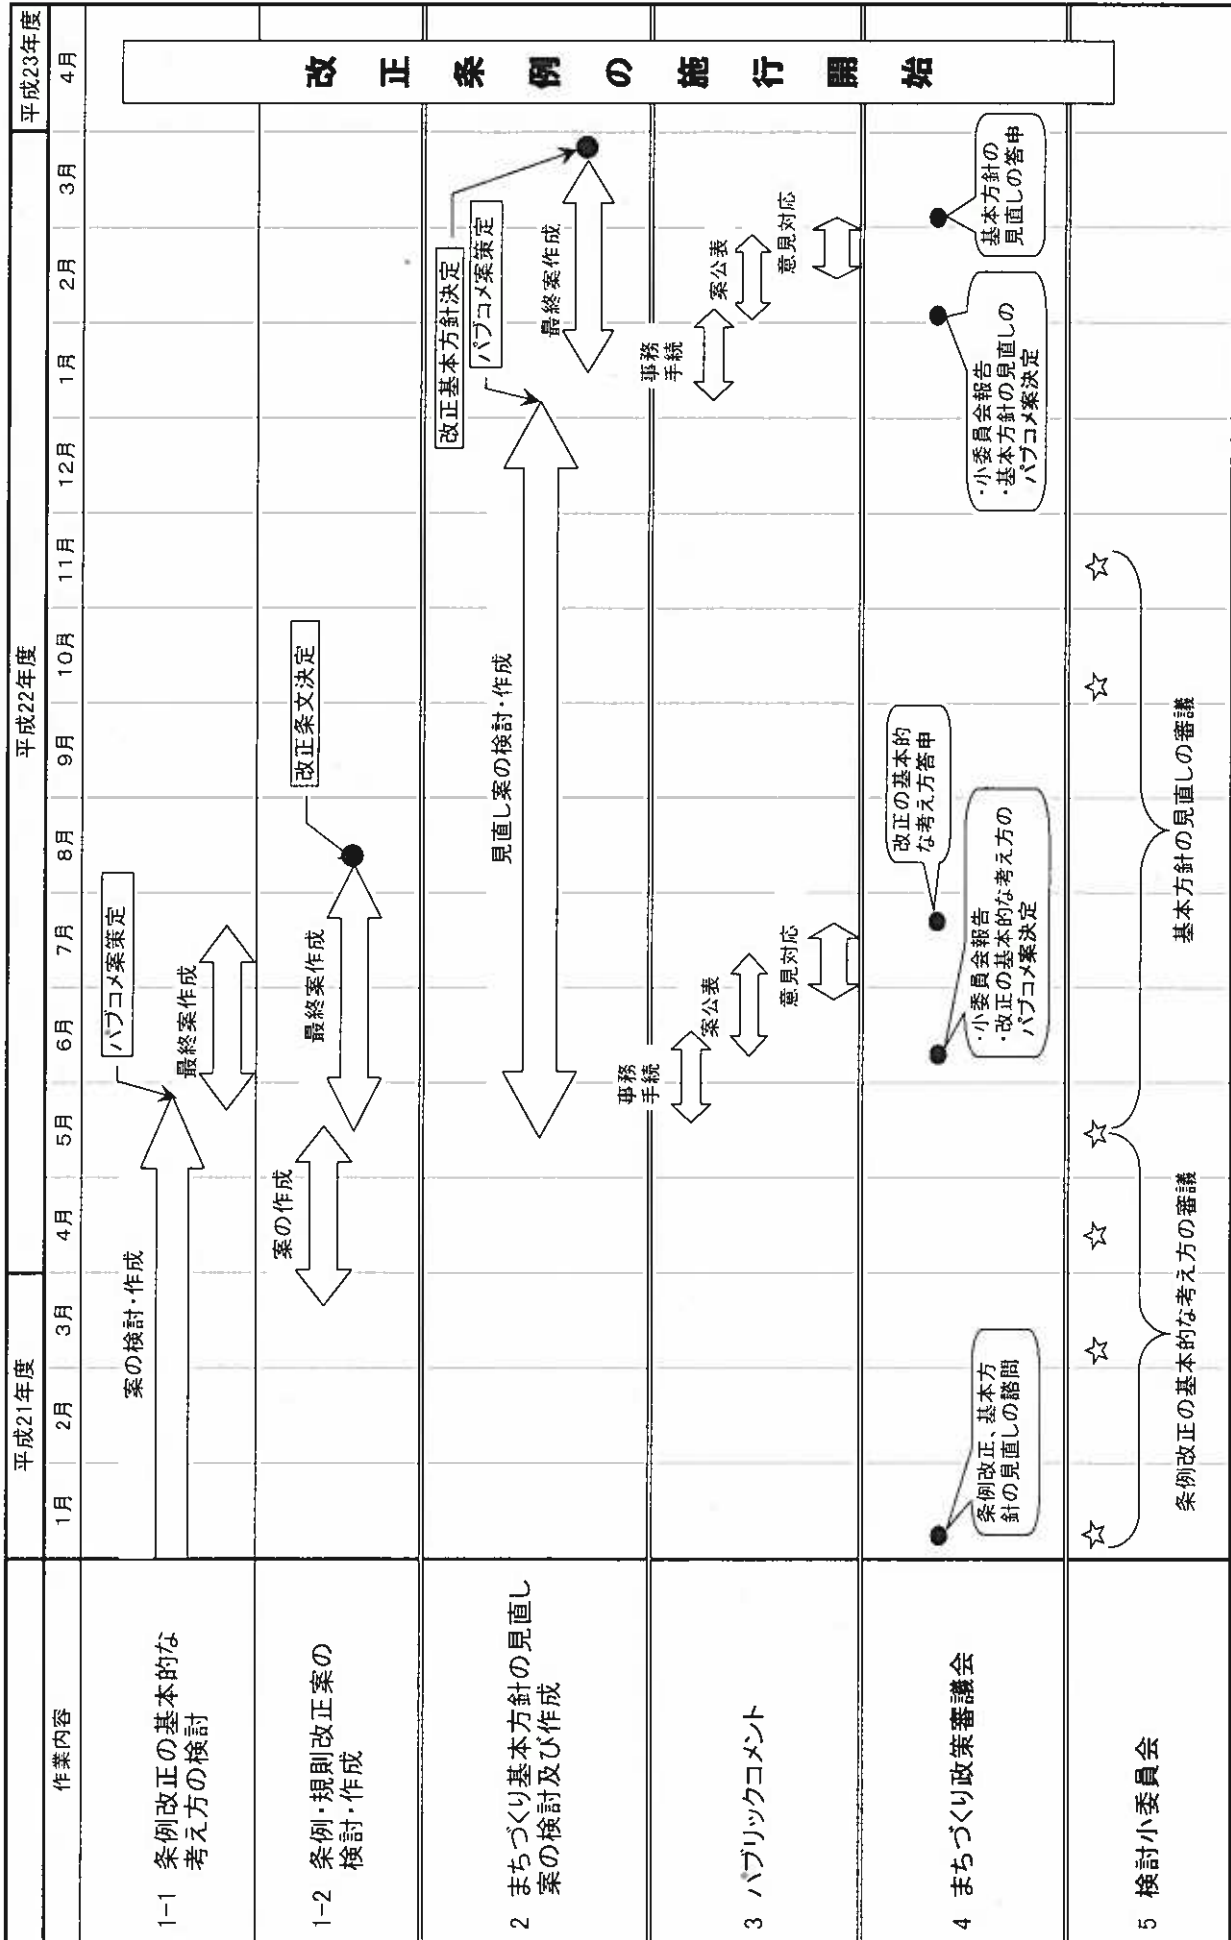 平成21年度
平成22年度
平成23年度
作業内容
1月
2月
3月
4月
5月
6月
7月
8月
9月
10月
11月
12月
1月
2月
3月
4月
1-1 条例改正の基本的な
考え方の検討
案の検討・作成
パブコメ案策定
最終案作成
1-2 条例・規則改正案の
検討・作成
案の作成
最終案作成
改正条文決定
2 まちづくり基本方針の見直し
案の検討及び作成
見直し案の検討・作成
改正基本方針決定
パブコメ案策定
最終案作成
3 パブリックコメント
事務
手続
案公表
意見対応
事務
手続
案公表
意見対応
4 まちづくり政策審議会
条例改正、基本方
針の見直しの諮問
・小委員会報告
・改正の基本的な考え方の
パブコメ案決定
改正の基本的
な考え方答申
・小委員会報告
・基本方針の見直しの
パブコメ案決定
基本方針の
見直しの答申
5 検討小委員会
☆ ☆ ☆ ☆ ☆ ☆
条例改正の基本的な考え方の審議
基本方針の見直しの審議
改正条例の施行開始